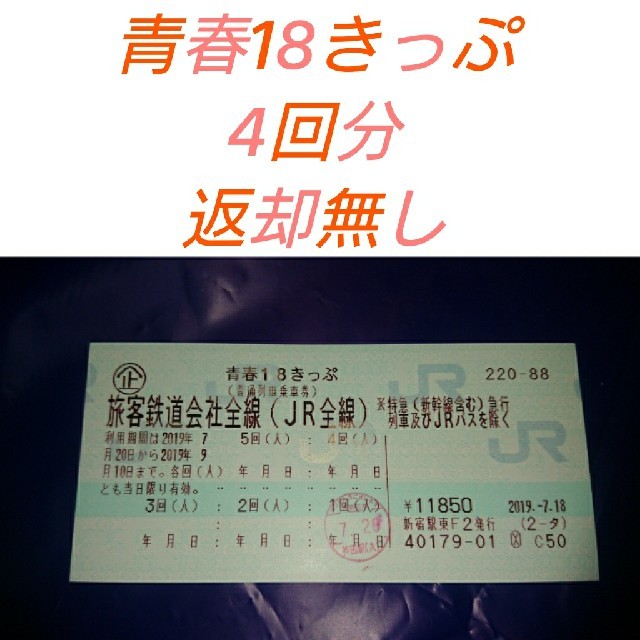 青春18きっぷ
4回分
返却無し
企 青春18きっぷ 220-88
(普通列車乗車券)
旅客鉄道会社全線(JR全線) ※特急(新幹線含む)急行
列車及びJRバスを除く
利用期間は2019年 7 5回(人) : 4回(人)
月20日から2019年 9
月10日まで。各回(人) 年 月 日 : 年 月 日
とも当日限り有効。
3回(人) : 2回(人) : 1回(人) ¥11850 2019.-7.18
7.28
新宿駅東F2発行 (2-タ)
年 月 日 : 年 月 日 : 年 月 日 40179-01 C50